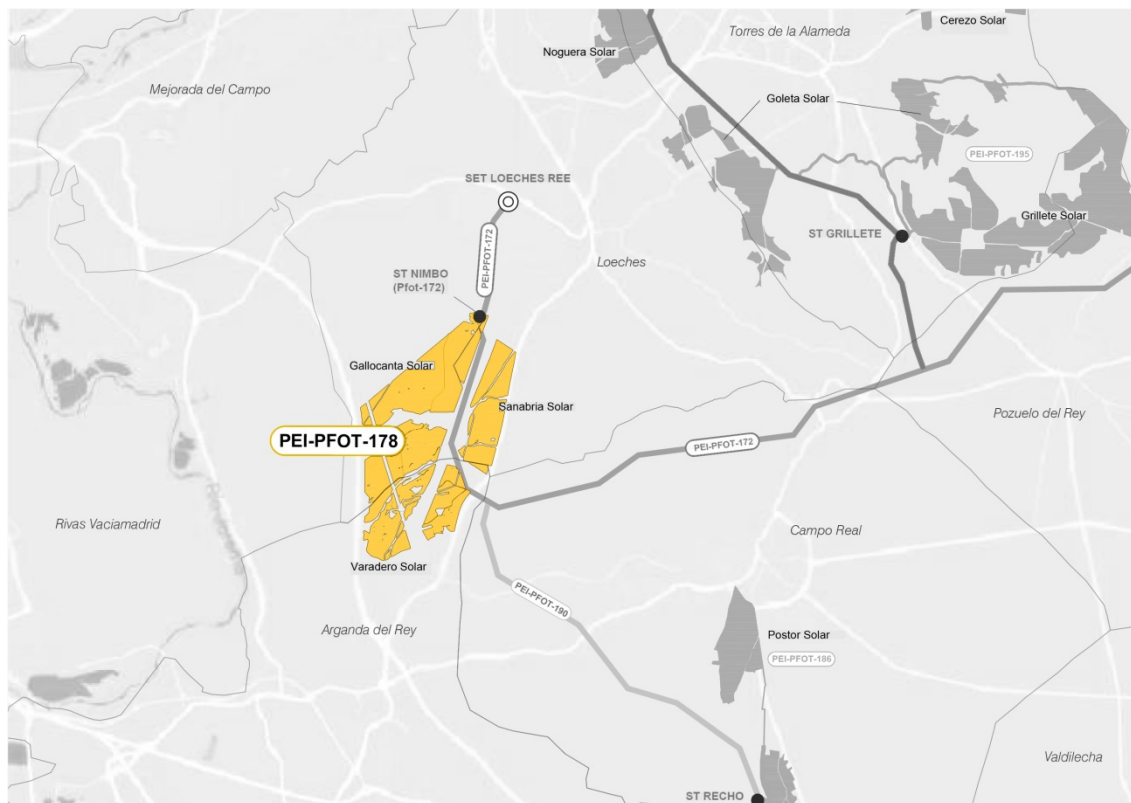 Cerezo Solar
Torres de la Alameda
Noguera Solar
Mejorada del Campo
Goleta Solar
PEI-PFOT-195
SET LOECHES REE
Grillete Solar
ST GRILLETE
PEI-PFOT-172
Loeches
ST NIMBO
(Pfot-172)
Gallocanta Solar
Sanabria Solar
Pozuelo del Rey
PEI-PFOT-178
PEI-PFOT-172
Rivas Vaciamadrid
Campo Real
Varadero Solar
PEI-PFOT-190
Arganda del Rey
Postor Solar
PEI-PFOT-186
Valdilecha
ST RECHO